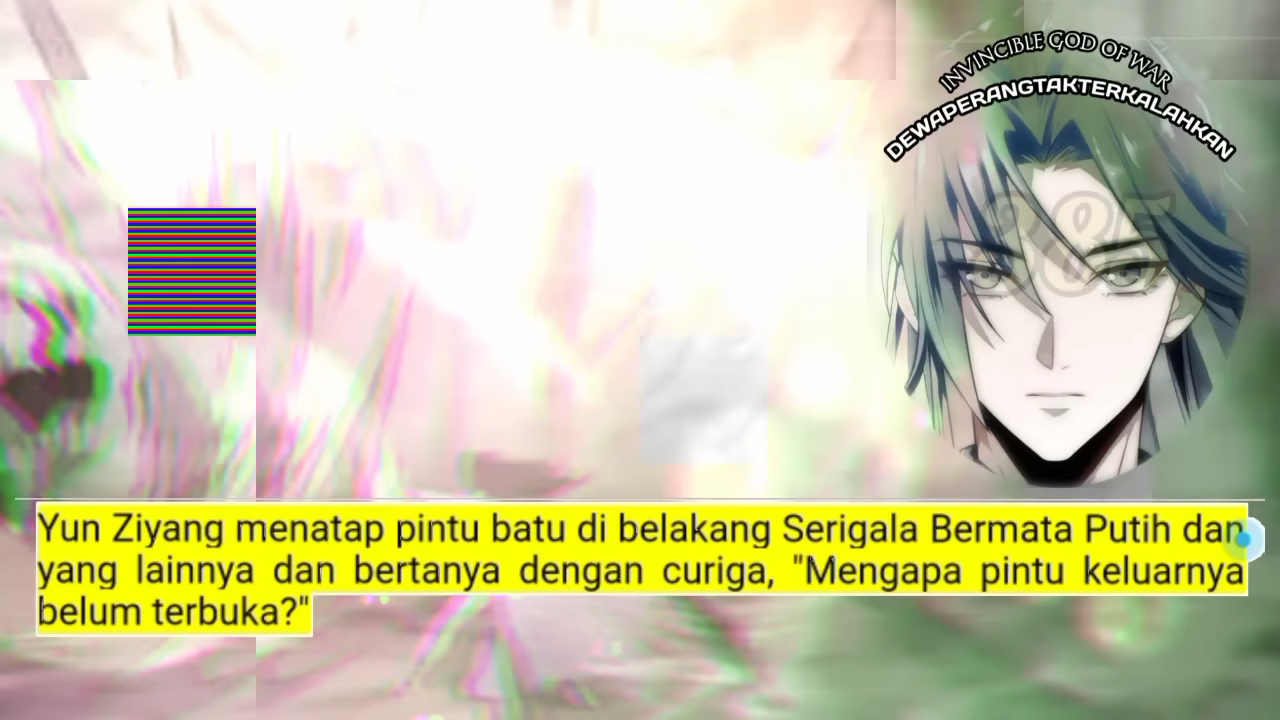 INVINCIBLE GOD OF WAR
DEWAPERANGTAKTERKALAHKAN
385
Yun Ziyang menatap pintu batu di belakang Serigala Bermata Putih dan
yang lainnya dan bertanya dengan curiga, "Mengapa pintu keluarnya
belum terbuka?"